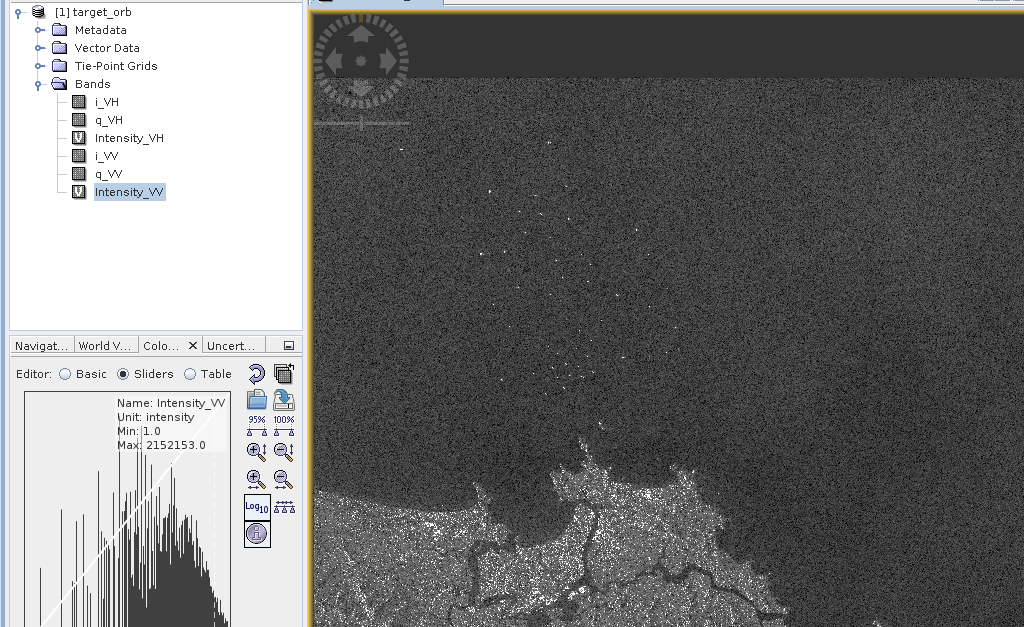 [1] target_orb
Metadata
Vector Data
Tie-Point Grids
Bands
i_VH
q_VH
Intensity_VH
i_VV
q_VV
Intensity_VV
Navigat... World V... Colo... Uncert...
Editor: Basic Sliders Table
Name: Intensity_VV
Unit: intensity
Min: 1.0
Max: 2152153.0
95% 100%
Log10